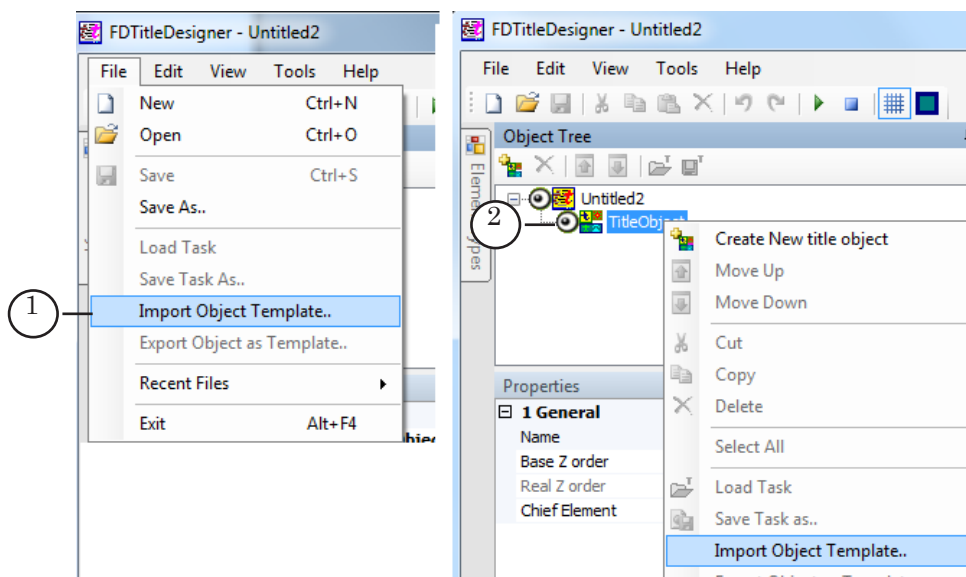 FDTitleDesigner - Untitled2
File Edit View Tools Help
New Ctrl+N
Open Ctrl+O
Save Ctrl+S
Save As..
Load Task
Save Task As..
1
Import Object Template..
Export Object as Template..
Recent Files
Exit Alt+F4
FDTitleDesigner - Untitled2
File Edit View Tools Help
Object Tree
Untitled2
2
TitleObject
Create New title object
Move Up
Move Down
Cut
Copy
Delete
Select All
Load Task
Save Task as..
Import Object Template..
Properties
1 General
Name
Base Z order
Real Z order
Chief Element